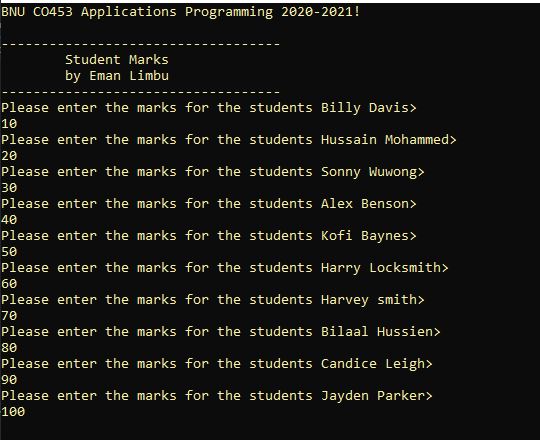 BNU CO453 Applications Programming 2020-2021!
-----------------------------------
Student Marks
by Eman Limbu
-----------------------------------
Please enter the marks for the students Billy Davis>
10
Please enter the marks for the students Hussain Mohammed>
20
Please enter the marks for the students Sonny Wuwong>
30
Please enter the marks for the students Alex Benson>
40
Please enter the marks for the students Kofi Baynes>
50
Please enter the marks for the students Harry Locksmith>
60
Please enter the marks for the students Harvey smith>
70
Please enter the marks for the students Bilaal Hussien>
80
Please enter the marks for the students Candice Leigh>
90
Please enter the marks for the students Jayden Parker>
100